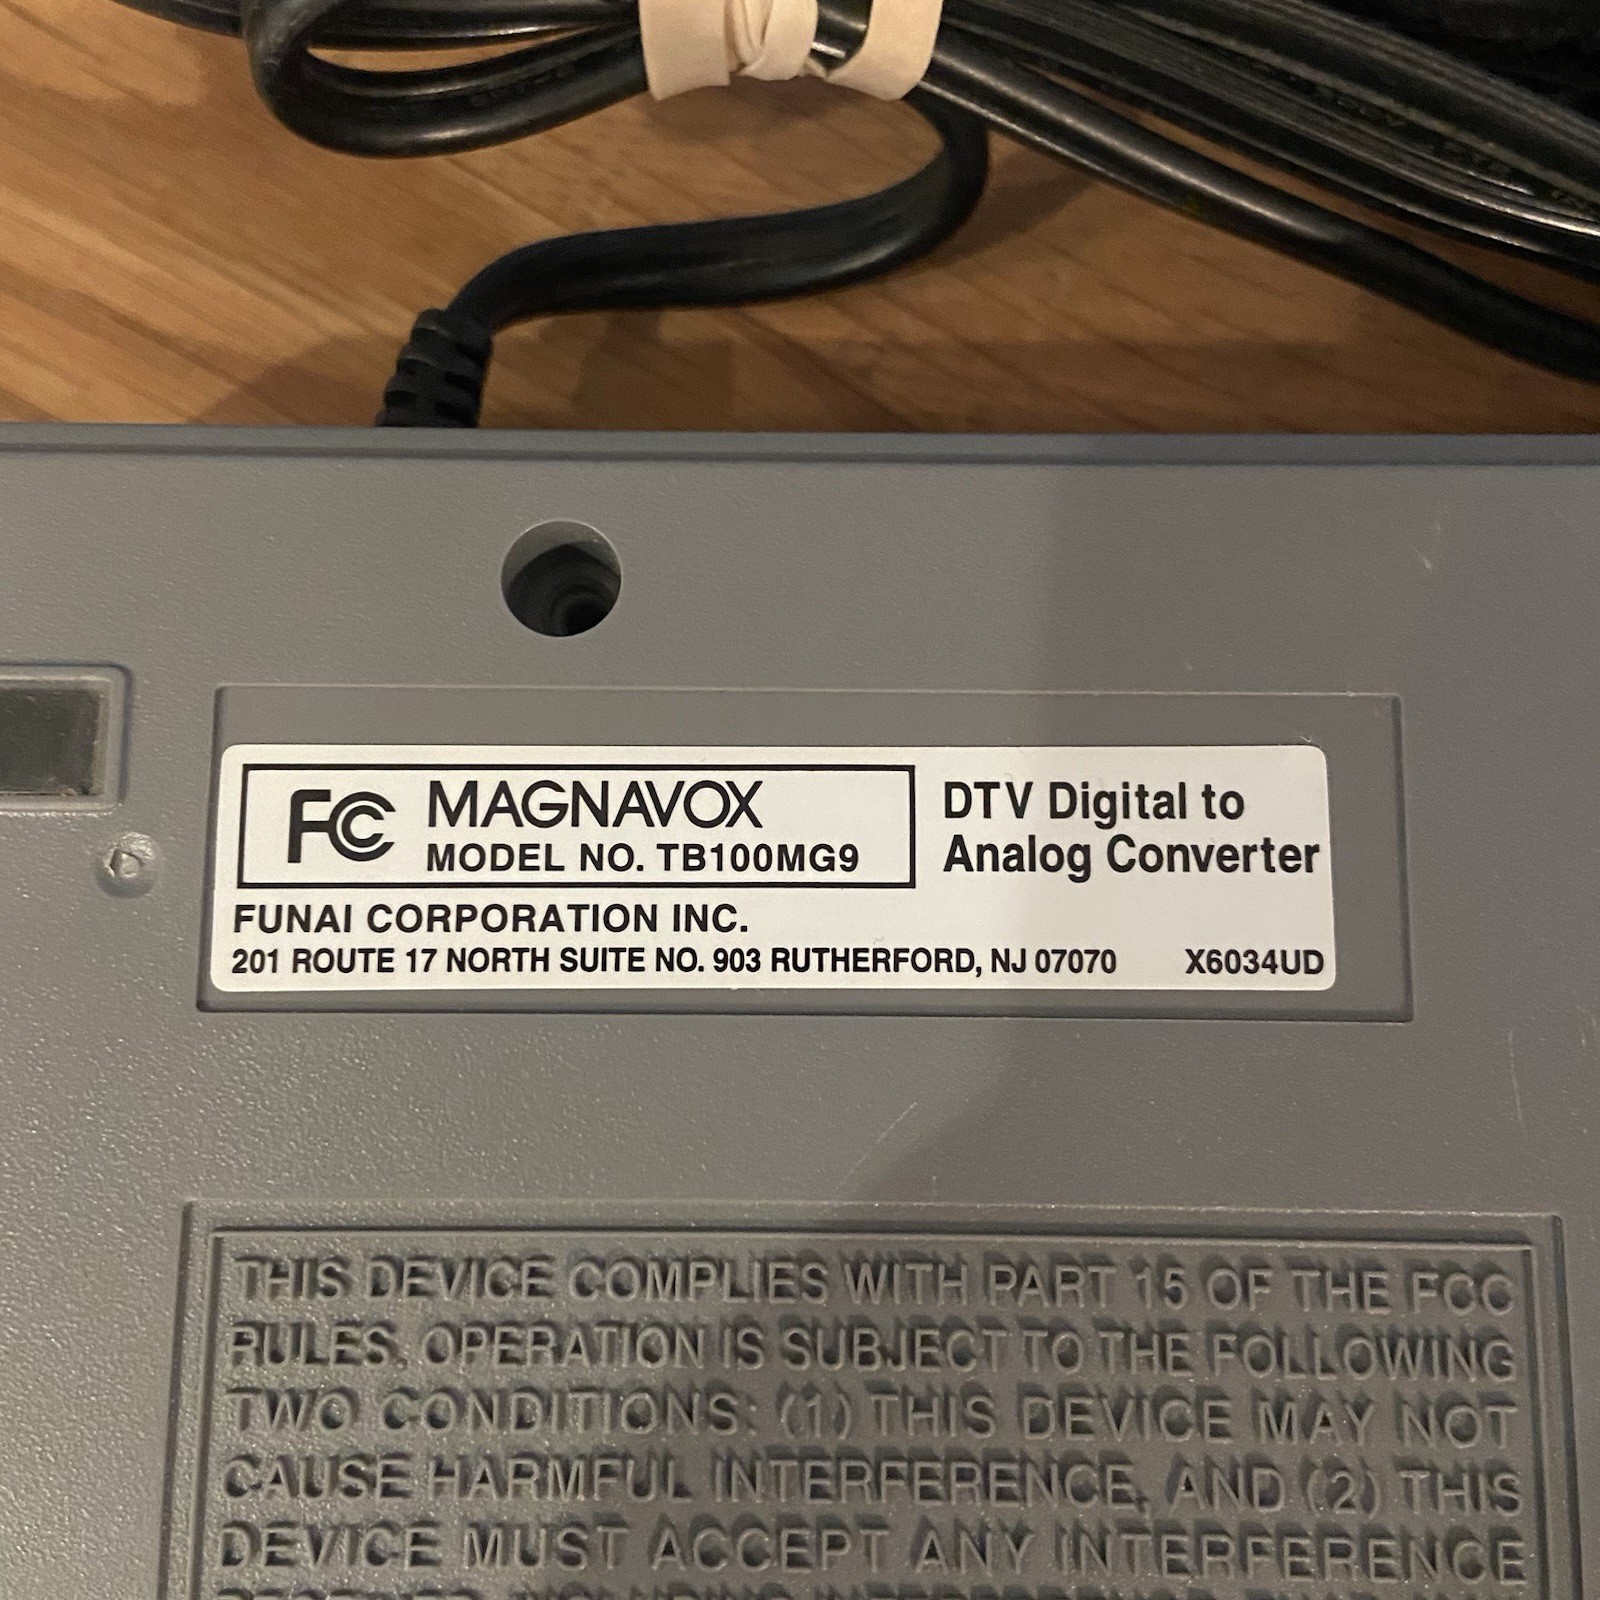 FC MAGNAVOX
MODEL NO. TB100MG9
DTV Digital to
Analog Converter
FUNAI CORPORATION INC.
201 ROUTE 17 NORTH SUITE NO. 903 RUTHERFORD, NJ 07070 X6034UD
THIS DEVICE COMPLIES WITH PART 15 OF THE FCC
RULES. OPERATION IS SUBJECT TO THE FOLLOWING
TWO CONDITIONS: (1) THIS DEVICE MAY NOT
CAUSE HARMFUL INTERFERENCE, AND (2) THIS
DEVICE MUST ACCEPT ANY INTERFERENCE